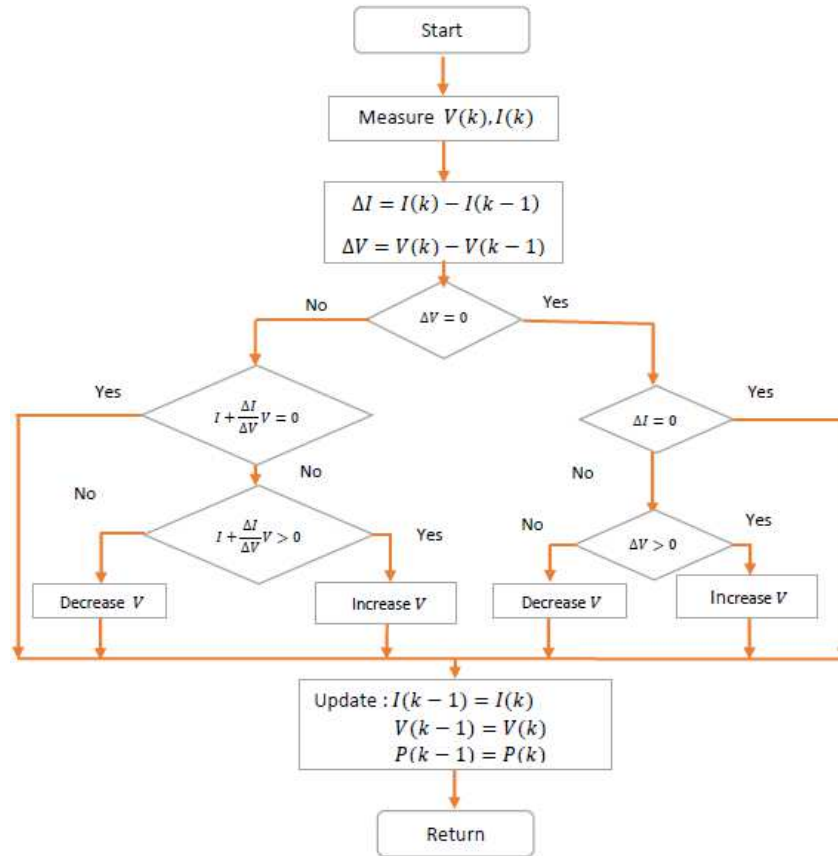 Start
Measure V(k), I(k)
ΔI = I(k) − I(k − 1)
ΔV = V(k) − V(k − 1)
No
Yes
ΔV = 0
Yes
Yes
I + ΔI/ΔV V = 0
ΔI = 0
No
No
No
No
Yes
Yes
I + ΔI/ΔV V > 0
ΔV > 0
Decrease V
Increase V
Decrease V
Increase V
Update : I(k − 1) = I(k)
V(k − 1) = V(k)
P(k − 1) = P(k)
Return